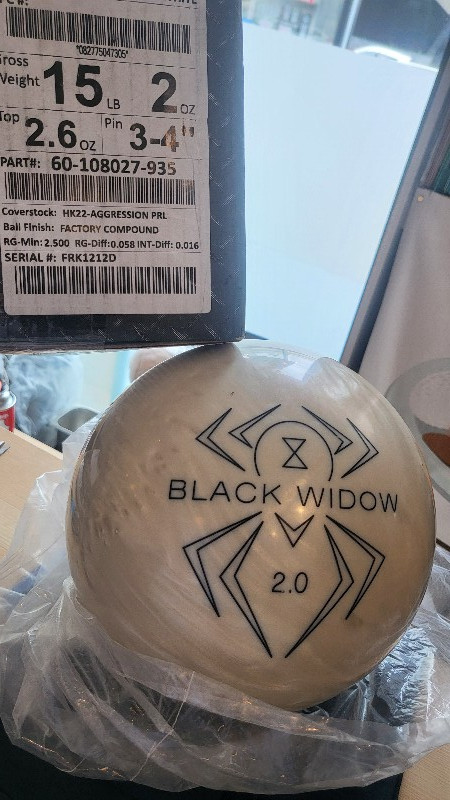 *082775047305*
Gross
Weight 15 LB 2 OZ
Top 2.6 OZ Pin 3-4"
PART#: 60-108027-935
Coverstock: HK22-AGGRESSION PRL
Ball Finish: FACTORY COMPOUND
RG-Min: 2.500 RG-Diff: 0.058 INT-Diff: 0.016
SERIAL #: FRK1212D
BLACK WIDOW
2.0